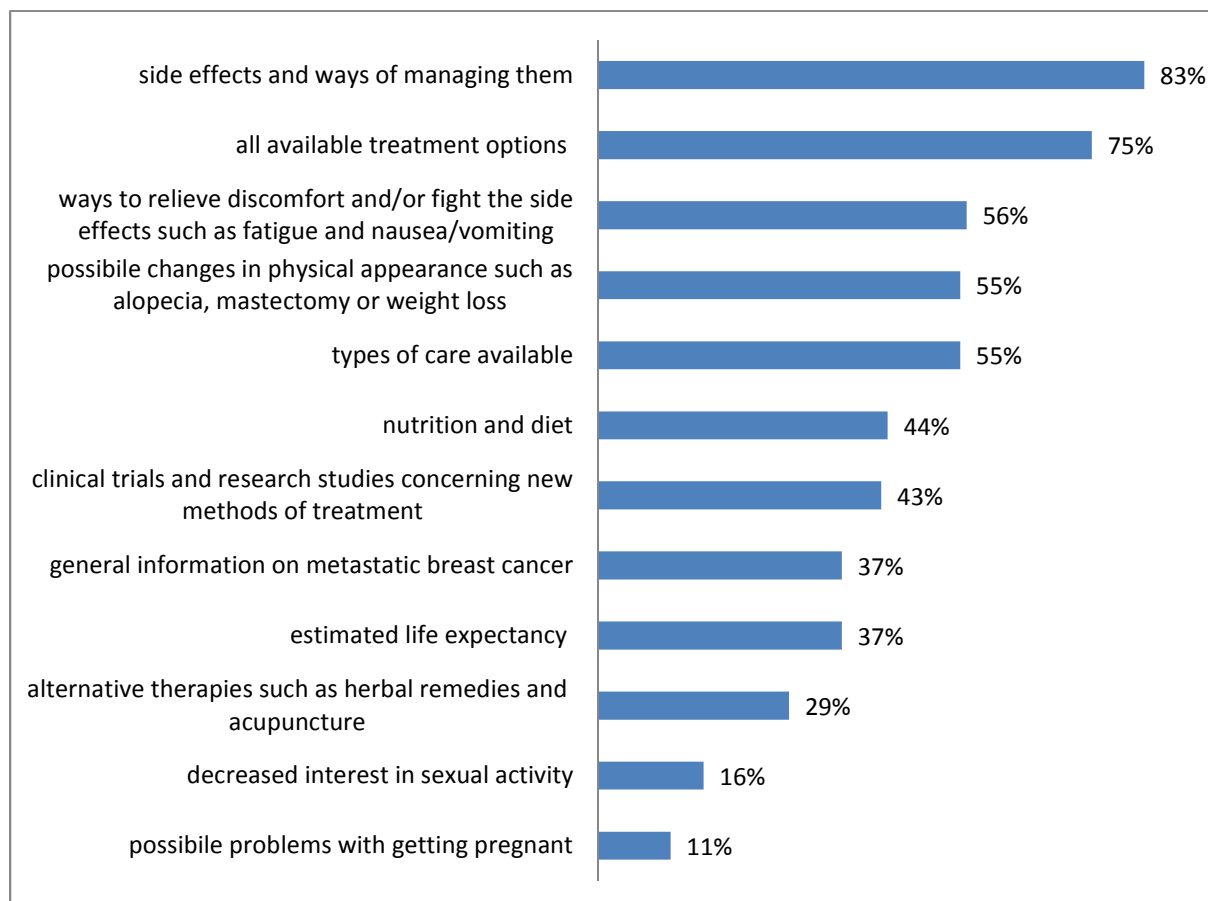 side effects and ways of managing them
83%
all available treatment options
75%
ways to relieve discomfort and/or fight the side
effects such as fatigue and nausea/vomiting
56%
possibile changes in physical appearance such as
alopecia, mastectomy or weight loss
55%
types of care available
55%
nutrition and diet
44%
clinical trials and research studies concerning new
methods of treatment
43%
general information on metastatic breast cancer
37%
estimated life expectancy
37%
alternative therapies such as herbal remedies and
acupuncture
29%
decreased interest in sexual activity
16%
possibile problems with getting pregnant
11%